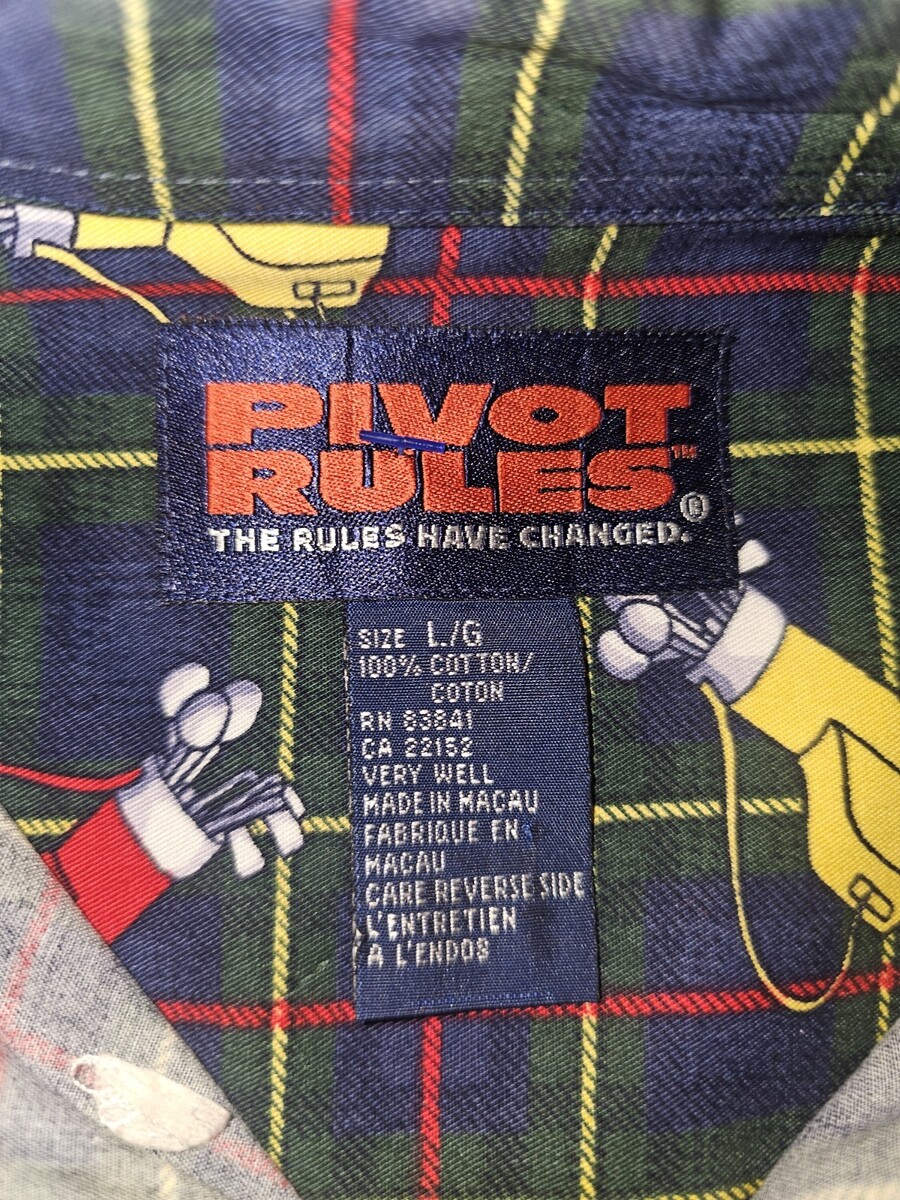 PIVOT
RULES™
®
THE RULES HAVE CHANGED.
SIZE L/G
100% COTTON/
COTON
RN 83841
CA 22152
VERY WELL
MADE IN MACAU
FABRIQUE EN
MACAU
CARE REVERSE SIDE
L'ENTRETIEN
A L'ENDOS